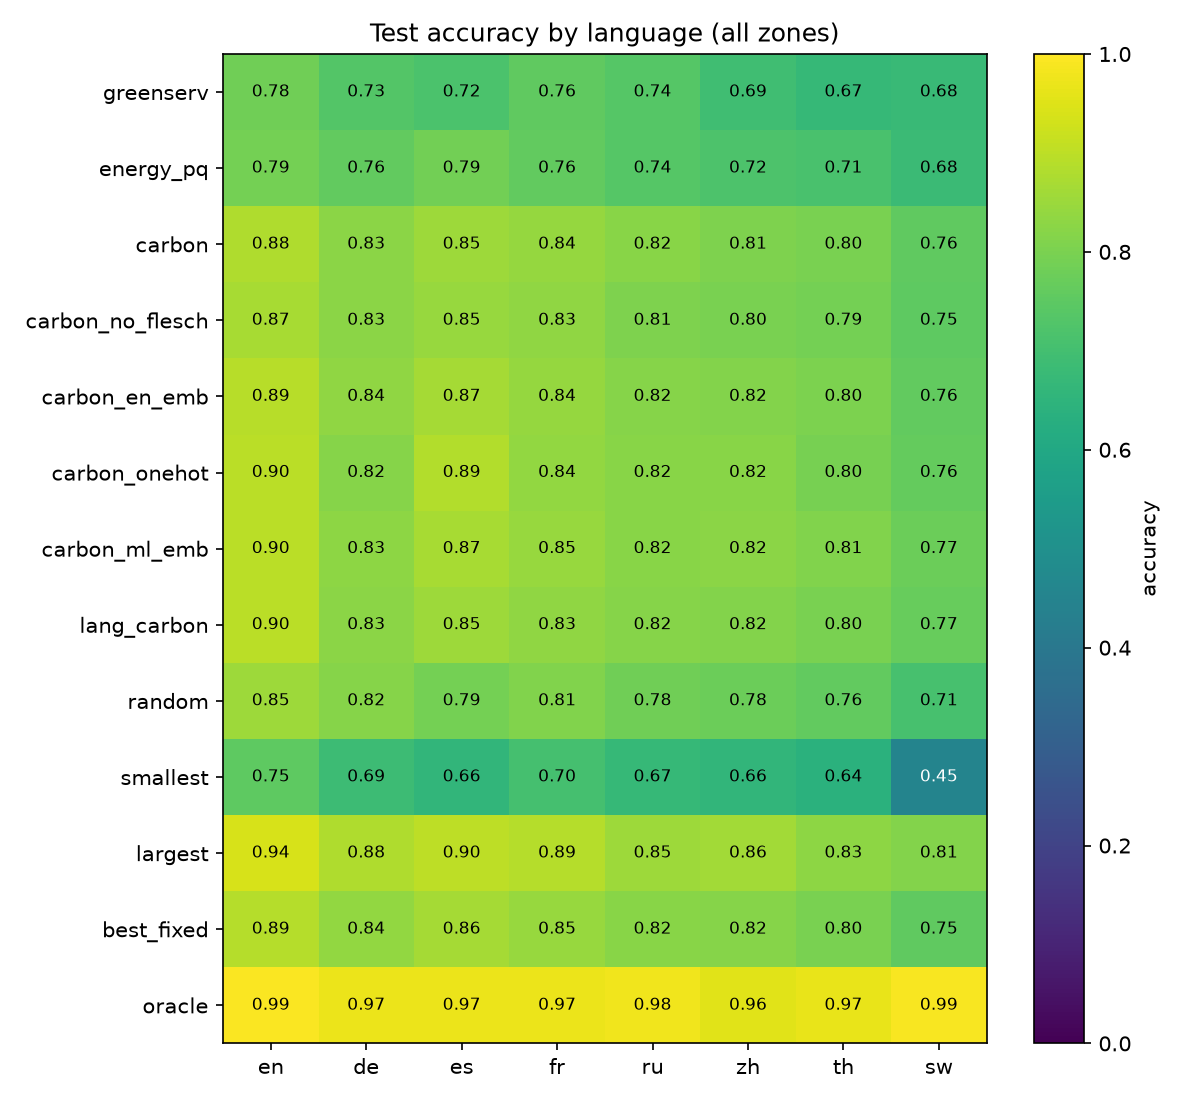 Test accuracy by language (all zones)
greenserv 0.78 0.73 0.72 0.76 0.74 0.69 0.67 0.68
energy_pq 0.79 0.76 0.79 0.76 0.74 0.72 0.71 0.68
carbon 0.88 0.83 0.85 0.84 0.82 0.81 0.80 0.76
carbon_no_flesch 0.87 0.83 0.85 0.83 0.81 0.80 0.79 0.75
carbon_en_emb 0.89 0.84 0.87 0.84 0.82 0.82 0.80 0.76
carbon_onehot 0.90 0.82 0.89 0.84 0.82 0.82 0.80 0.76
carbon_ml_emb 0.90 0.83 0.87 0.85 0.82 0.82 0.81 0.77
lang_carbon 0.90 0.83 0.85 0.83 0.82 0.82 0.80 0.77
random 0.85 0.82 0.79 0.81 0.78 0.78 0.76 0.71
smallest 0.75 0.69 0.66 0.70 0.67 0.66 0.64 0.45
largest 0.94 0.88 0.90 0.89 0.85 0.86 0.83 0.81
best_fixed 0.89 0.84 0.86 0.85 0.82 0.82 0.80 0.75
oracle 0.99 0.97 0.97 0.97 0.98 0.96 0.97 0.99
en de es fr ru zh th sw
1.0
0.8
0.6
0.4
0.2
0.0
accuracy